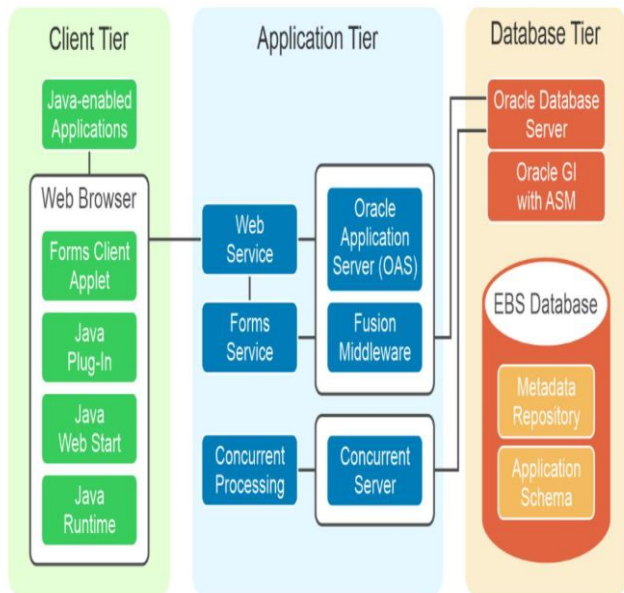 Client Tier
Java-enabled
Applications
Web Browser
Forms Client
Applet
Java
Plug-In
Java
Web Start
Java
Runtime
Application Tier
Web
Service
Oracle
Application
Server (OAS)
Forms
Service
Fusion
Middleware
Concurrent
Processing
Concurrent
Server
Database Tier
Oracle Database
Server
Oracle GI
with ASM
EBS Database
Metadata
Repository
Application
Schema